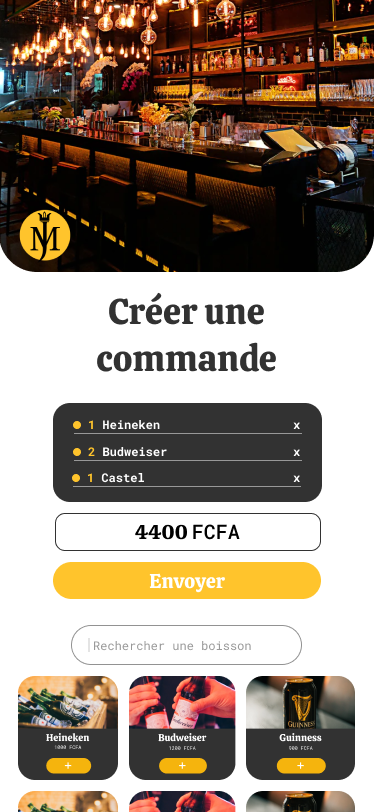 JM
Créer une
commande
1 Heineken x
2 Budweiser x
1 Castel x
4400 FCFA
Envoyer
Rechercher une boisson
Heineken
1000 FCFA
+
Budweiser
1200 FCFA
+
GUINNESS
Guinness
900 FCFA
+